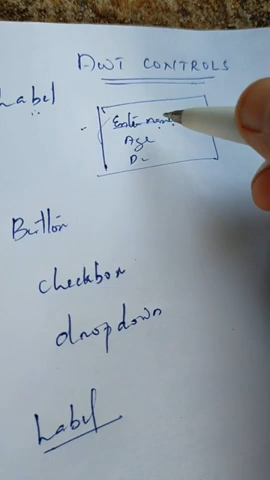 AWT CONTROLS
Label
Enter name
Age
Button
checkbox
dropdown
Label